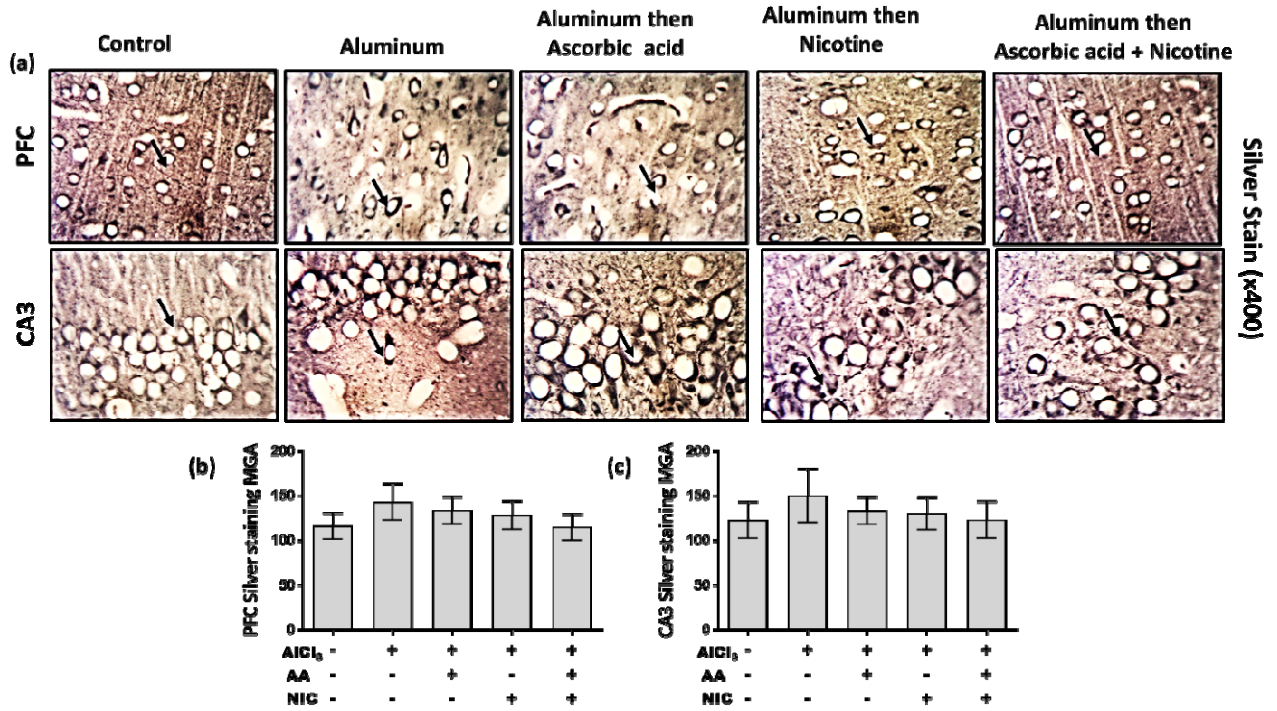 (a)
Control
Aluminum
Aluminum then
Ascorbic acid
Aluminum then
Nicotine
Aluminum then
Ascorbic acid + Nicotine
PFC
CA3
Silver Stain (x400)
(b)
PFC Silver staining MGA
200
150
100
50
0
AlCl₃ - + + + +
AA - - + - +
NIC - - - + +
(c)
CA3 Silver staining MGA
200
150
100
50
0
AlCl₃ - + + + +
AA - - + - +
NIC - - - + +